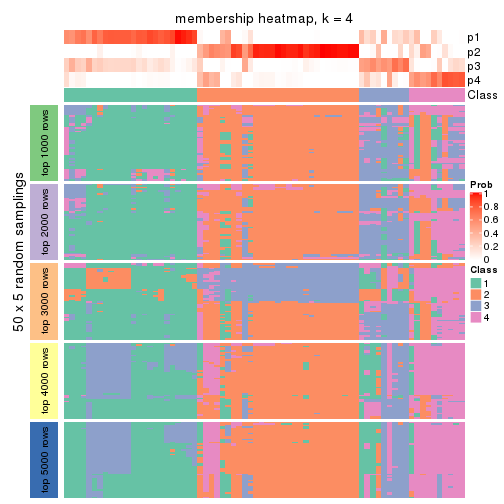 membership heatmap, k = 4
p1
p2
p3
p4
Class
50 x 5 random samplings
top 1000 rows
top 2000 rows
top 3000 rows
top 4000 rows
top 5000 rows
Prob
1
0.8
0.6
0.4
0.2
0
Class
1
2
3
4